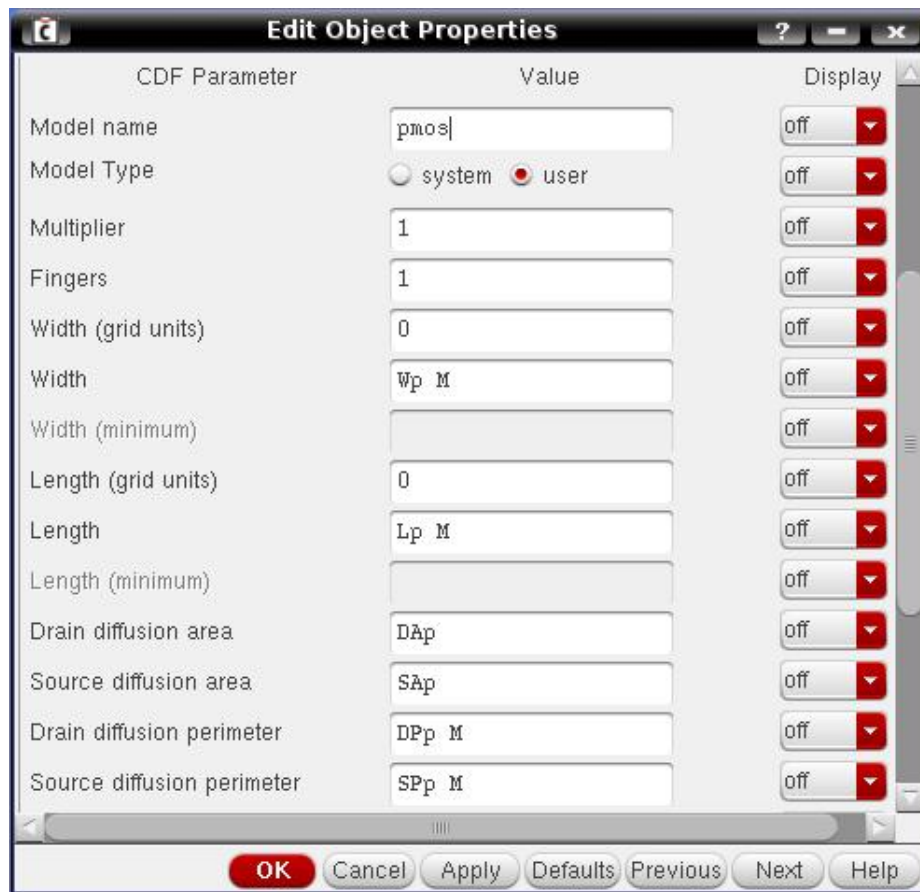 Edit Object Properties
CDF Parameter Value Display
Model name pmos off
Model Type system user off
Multiplier 1 off
Fingers 1 off
Width (grid units) 0 off
Width Wp M off
Width (minimum) off
Length (grid units) 0 off
Length Lp M off
Length (minimum) off
Drain diffusion area DAp off
Source diffusion area SAp off
Drain diffusion perimeter DPp M off
Source diffusion perimeter SPp M off
OK Cancel Apply Defaults Previous Next Help